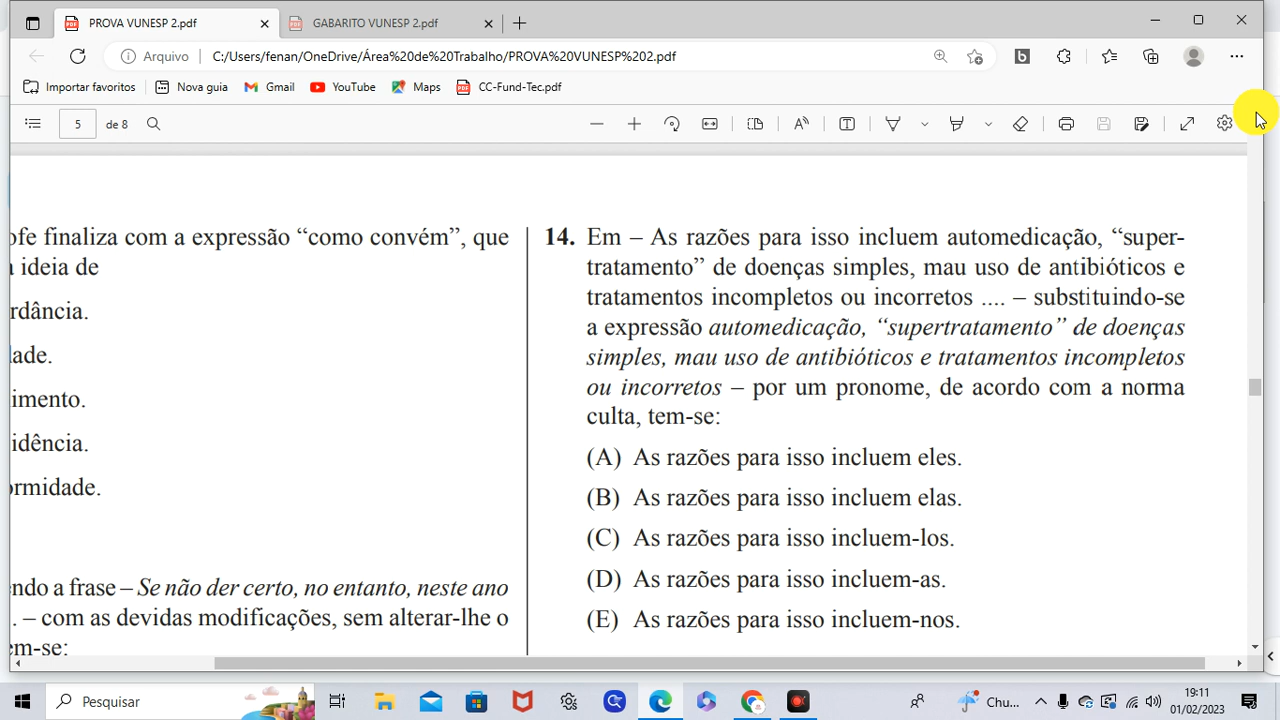 PROVA VUNESP 2.pdf
GABARITO VUNESP 2.pdf
Arquivo
C:/Users/fenan/OneDrive/Área%20de%20Trabalho/PROVA%20VUNESP%202.pdf
Importar favoritos
Nova guia
Gmail
YouTube
Maps
CC-Fund-Tec.pdf
5
de 8
ofe finaliza com a expressão “como convém”, que
a ideia de
rdância.
lade.
imento.
idência.
ormidade.
ndo a frase – Se não der certo, no entanto, neste ano
. – com as devidas modificações, sem alterar-lhe o
em-se:
14. Em – As razões para isso incluem automedicação, “super-
tratamento” de doenças simples, mau uso de antibióticos e
tratamentos incompletos ou incorretos .... – substituindo-se
a expressão automedicação, “supertratamento” de doenças
simples, mau uso de antibióticos e tratamentos incompletos
ou incorretos – por um pronome, de acordo com a norma
culta, tem-se:
(A) As razões para isso incluem eles.
(B) As razões para isso incluem elas.
(C) As razões para isso incluem-los.
(D) As razões para isso incluem-as.
(E) As razões para isso incluem-nos.
Pesquisar
Chu...
19:11
01/02/2023